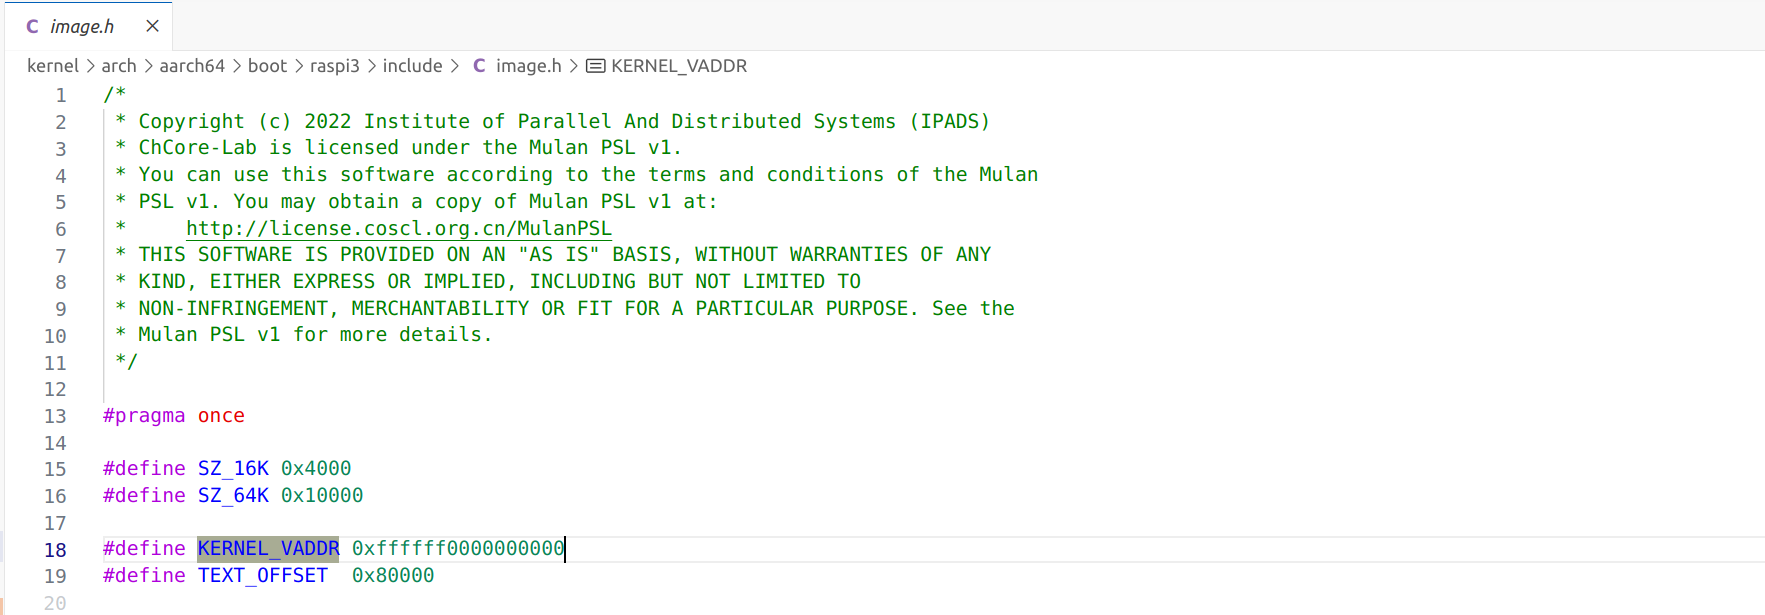 C image.h ×
kernel > arch > aarch64 > boot > raspi3 > include > C image.h > KERNEL_VADDR
1 /*
2  * Copyright (c) 2022 Institute of Parallel And Distributed Systems (IPADS)
3  * ChCore-Lab is licensed under the Mulan PSL v1.
4  * You can use this software according to the terms and conditions of the Mulan
5  * PSL v1. You may obtain a copy of Mulan PSL v1 at:
6  *     http://license.coscl.org.cn/MulanPSL
7  * THIS SOFTWARE IS PROVIDED ON AN "AS IS" BASIS, WITHOUT WARRANTIES OF ANY
8  * KIND, EITHER EXPRESS OR IMPLIED, INCLUDING BUT NOT LIMITED TO
9  * NON-INFRINGEMENT, MERCHANTABILITY OR FIT FOR A PARTICULAR PURPOSE. See the
10  * Mulan PSL v1 for more details.
11  */
12
13 #pragma once
14
15 #define SZ_16K 0x4000
16 #define SZ_64K 0x10000
17
18 #define KERNEL_VADDR 0xffffff0000000000
19 #define TEXT_OFFSET  0x80000
20